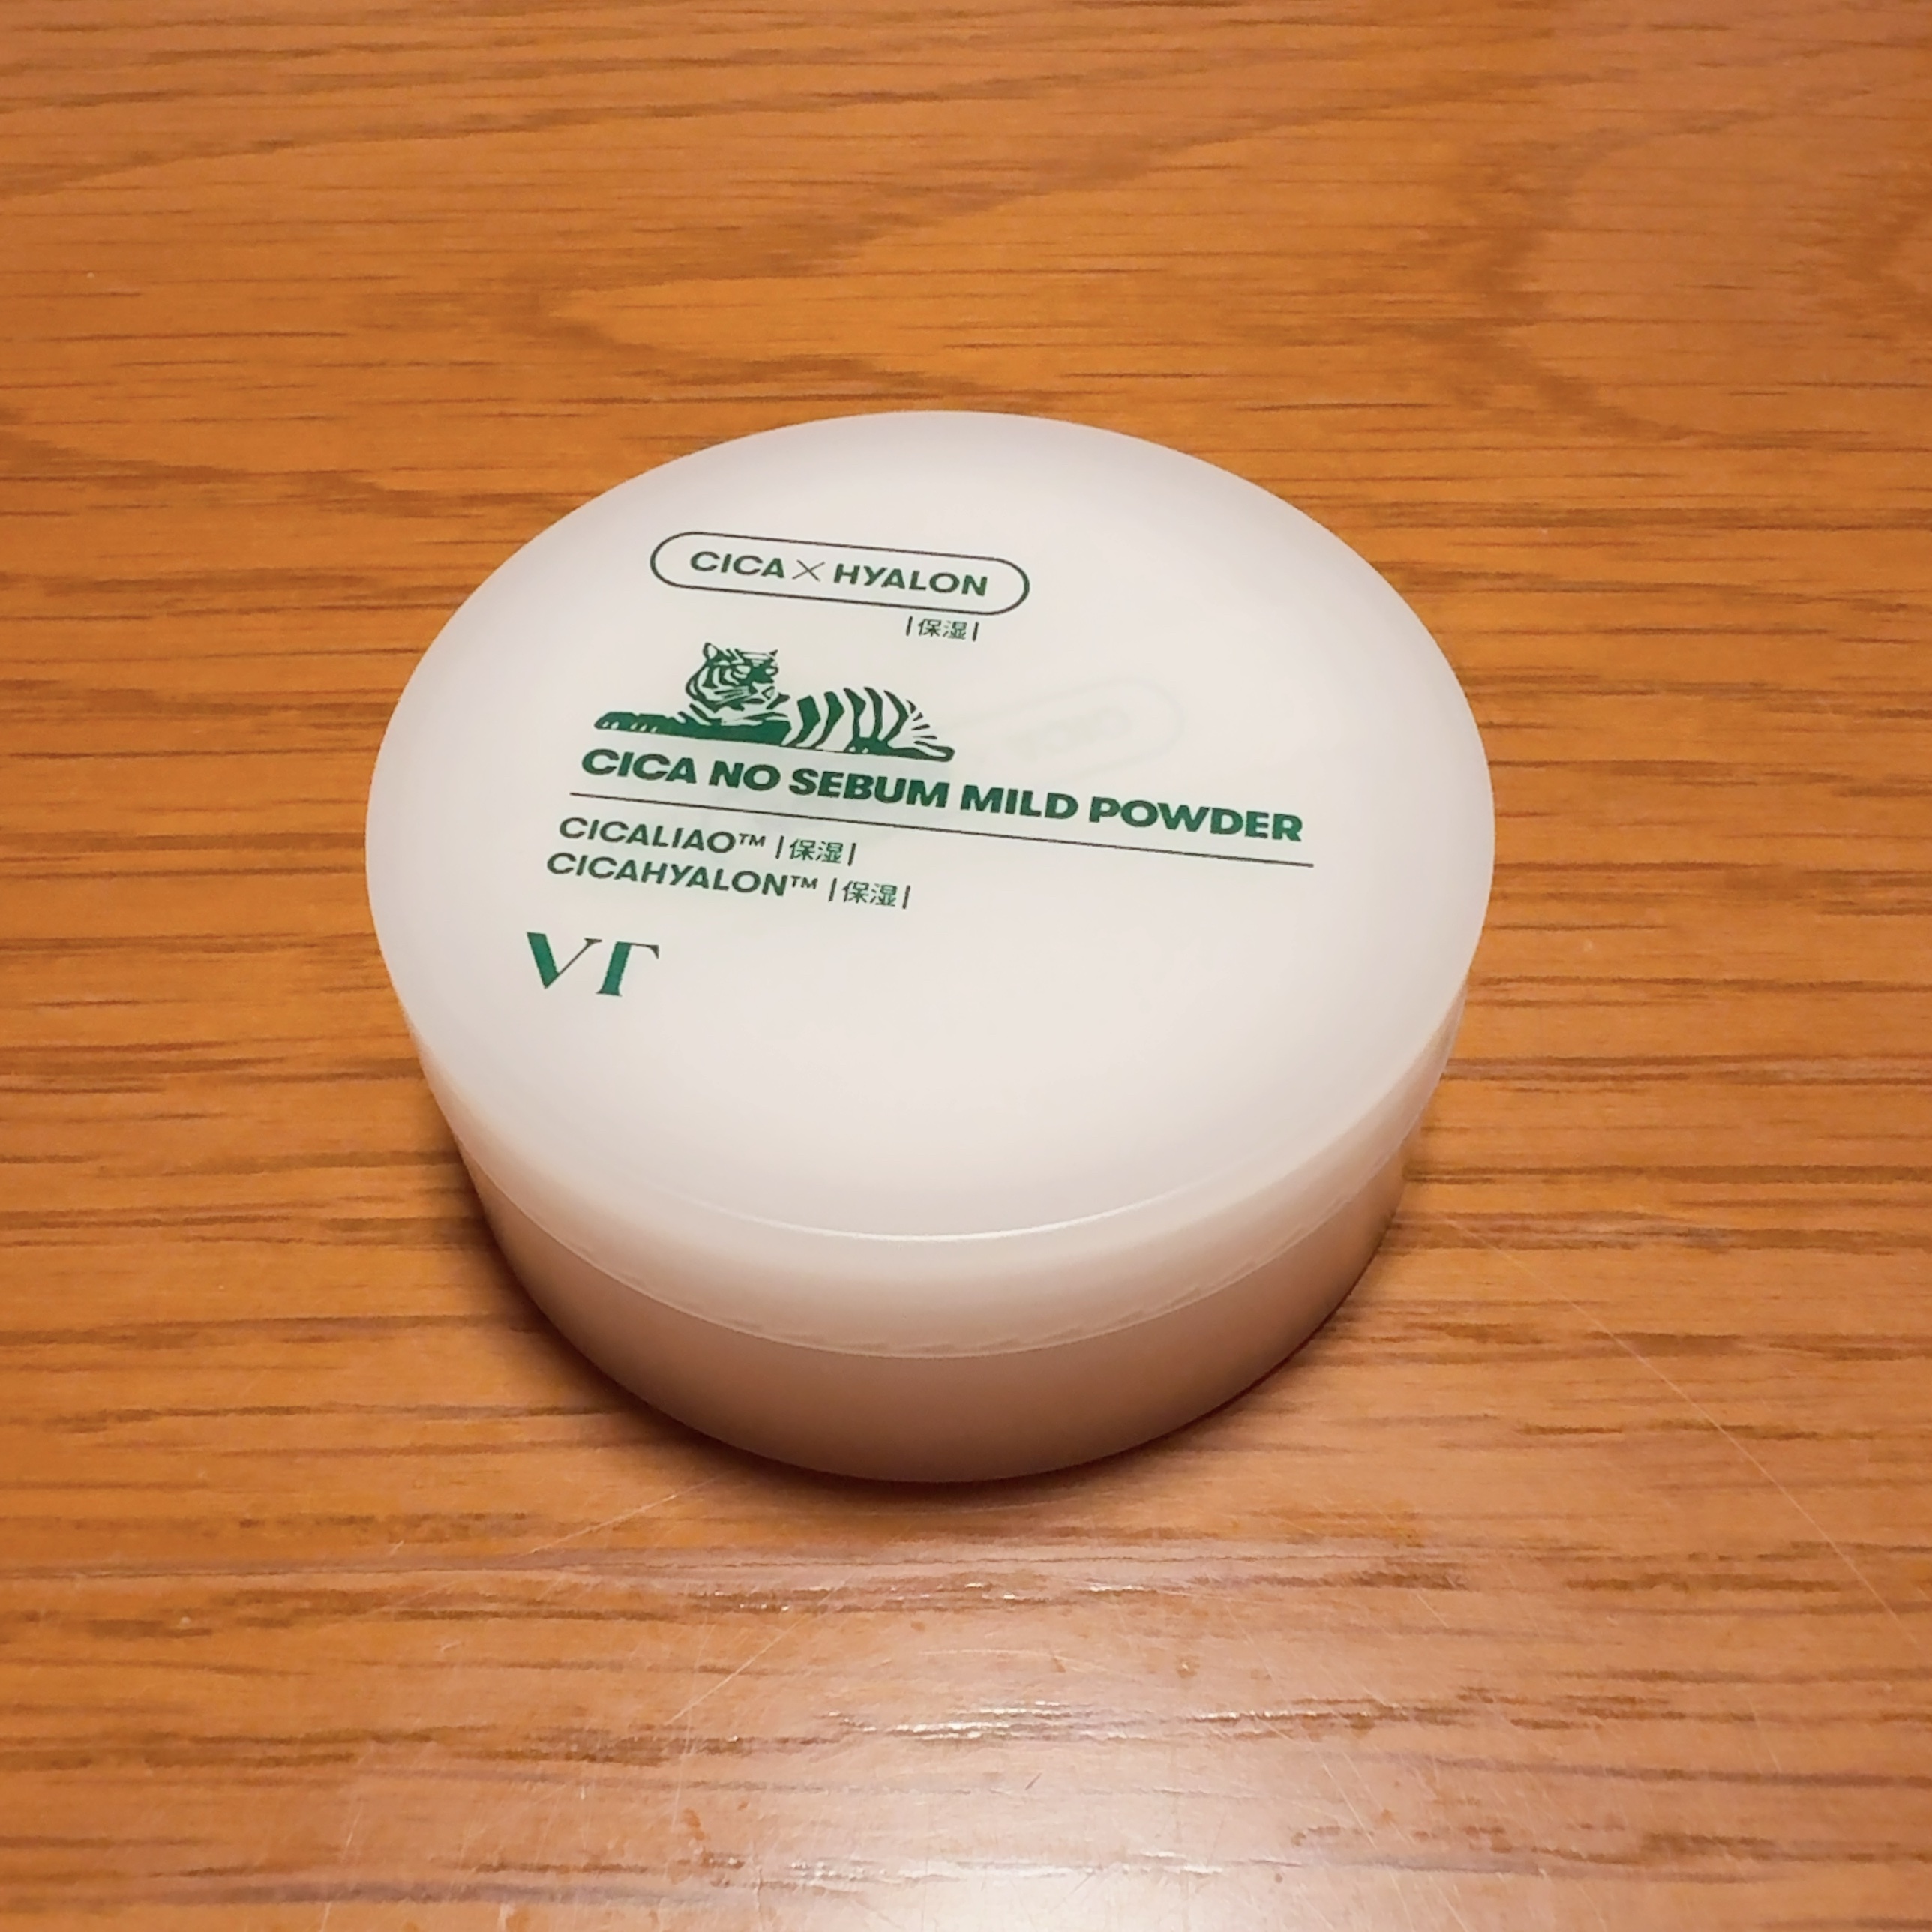 CICA × HYALON
|保湿|
CICA NO SEBUM MILD POWDER
CICALIAO™ |保湿|
CICAHYALON™ |保湿|
VT